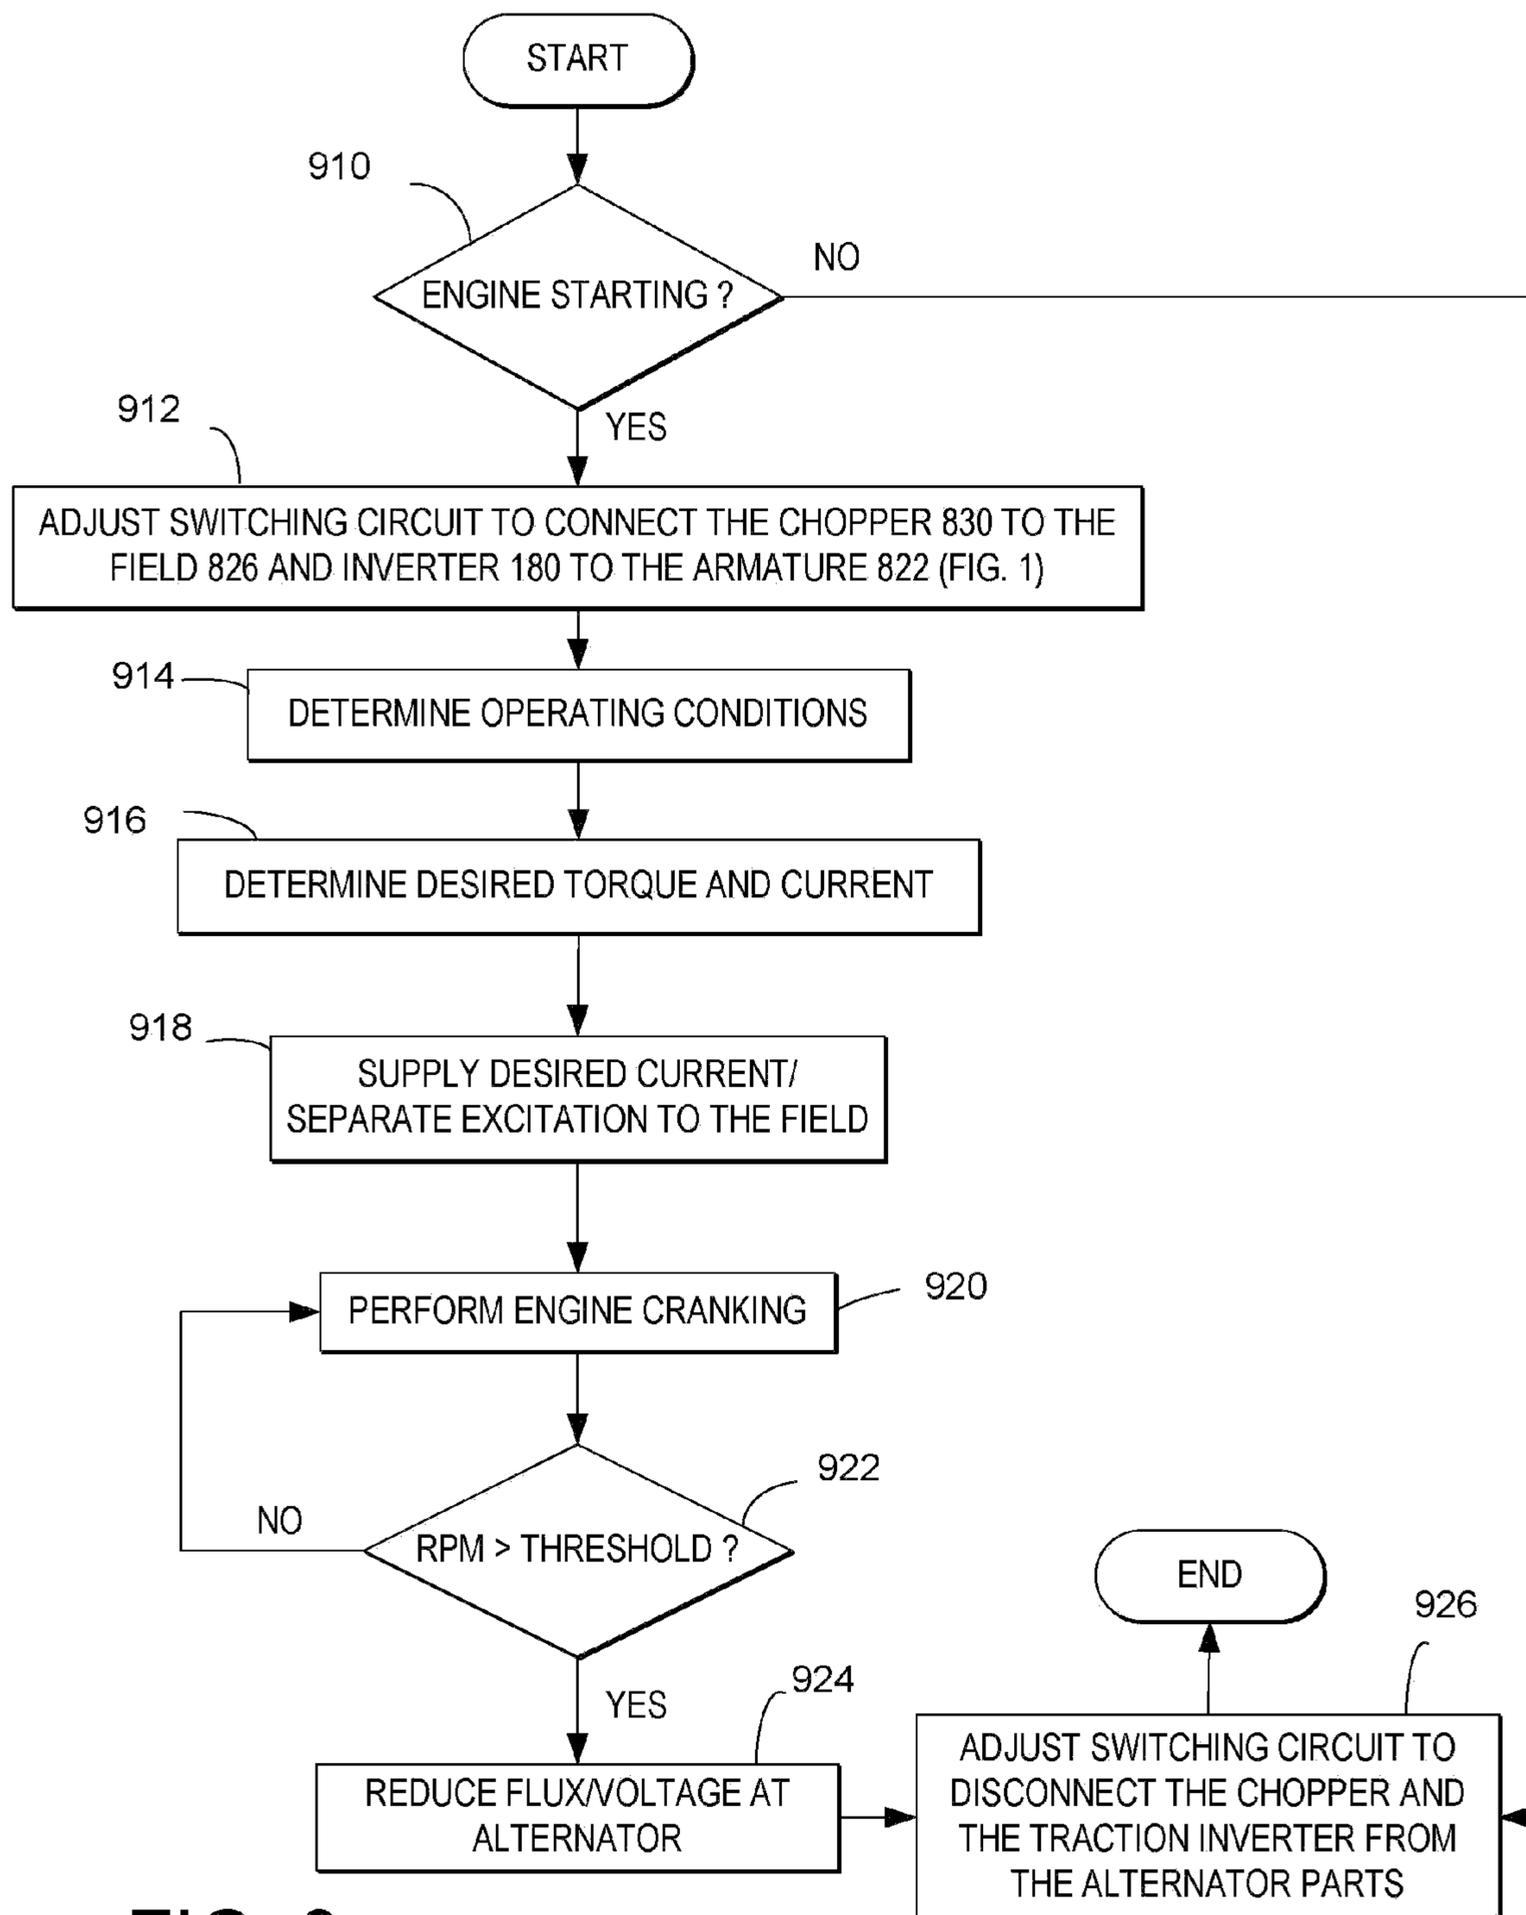 START
910
ENGINE STARTING ?
NO
YES
912
ADJUST SWITCHING CIRCUIT TO CONNECT THE CHOPPER 830 TO THE
FIELD 826 AND INVERTER 180 TO THE ARMATURE 822 (FIG. 1)
914
DETERMINE OPERATING CONDITIONS
916
DETERMINE DESIRED TORQUE AND CURRENT
918
SUPPLY DESIRED CURRENT/
SEPARATE EXCITATION TO THE FIELD
920
PERFORM ENGINE CRANKING
922
RPM > THRESHOLD ?
NO
YES
924
REDUCE FLUX/VOLTAGE AT
ALTERNATOR
926
ADJUST SWITCHING CIRCUIT TO
DISCONNECT THE CHOPPER AND
THE TRACTION INVERTER FROM
THE ALTERNATOR PARTS
END